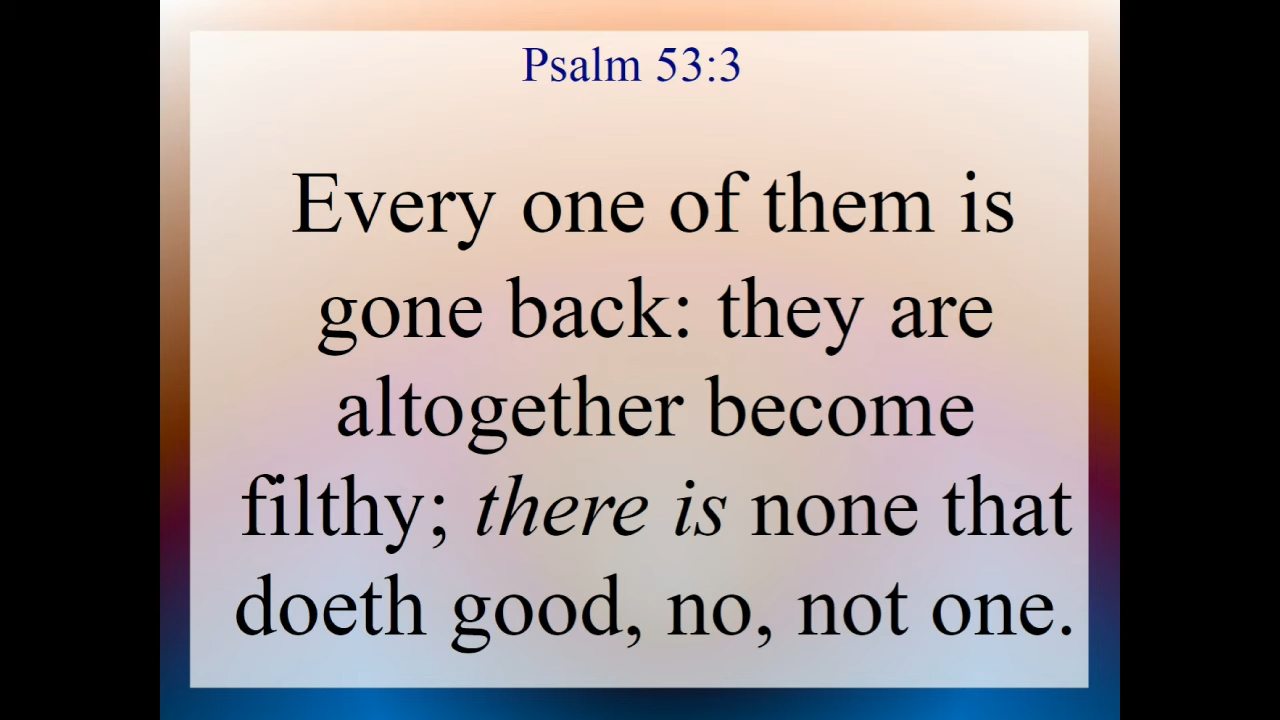 Psalm 53:3
Every one of them is
gone back: they are
altogether become
filthy; there is none that
doeth good, no, not one.